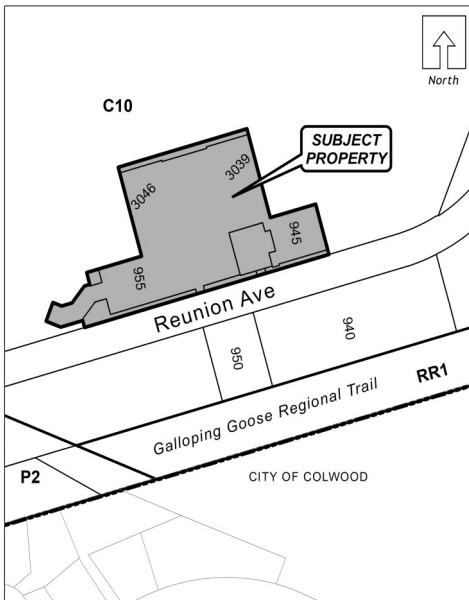 North
C10
SUBJECT
PROPERTY
3046
3039
945
955
Reunion Ave
950
940
RR1
Galloping Goose Regional Trail
P2
CITY OF COLWOOD